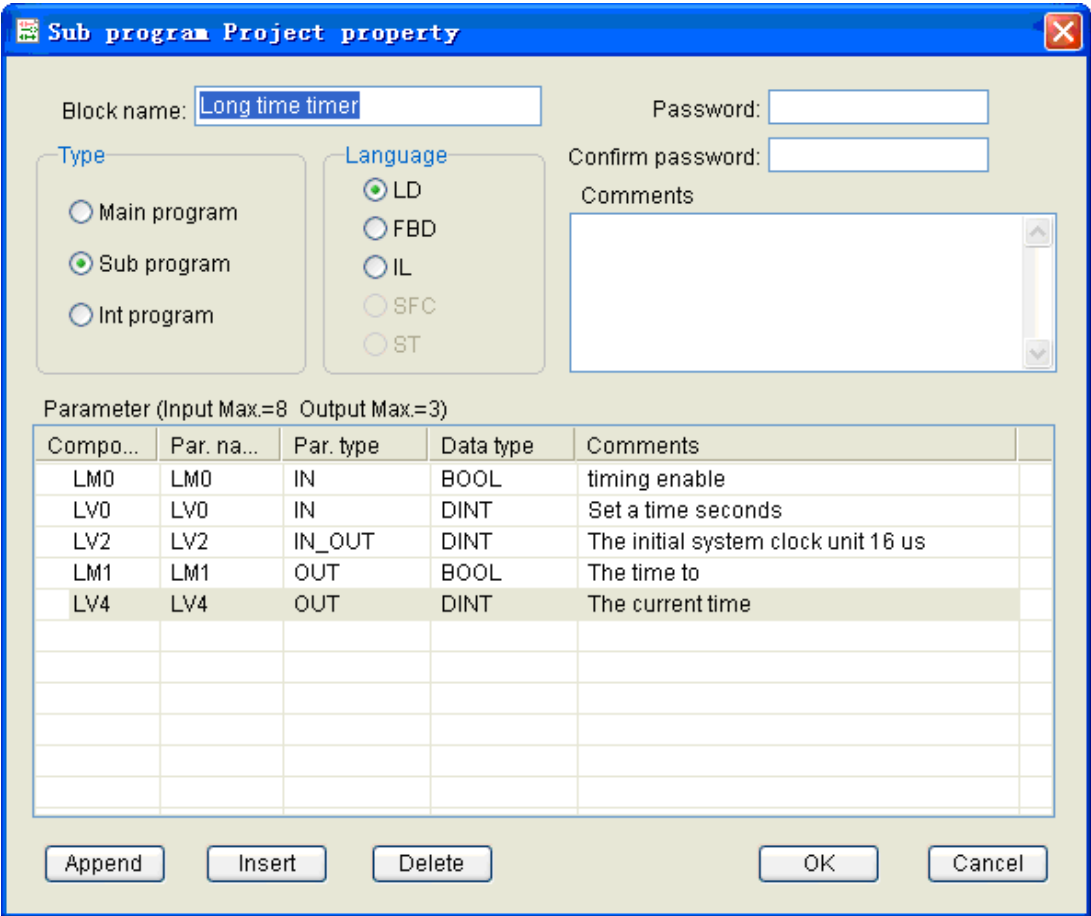 Sub program Project property
Block name: Long time timer
Password:
Confirm password:
Type
Main program
Sub program
Int program
Language
LD
FBD
IL
SFC
ST
Comments
Parameter (Input Max.=8 Output Max.=3)
Compo... Par. na... Par. type Data type Comments
LM0 LM0 IN BOOL timing enable
LV0 LV0 IN DINT Set a time seconds
LV2 LV2 IN_OUT DINT The initial system clock unit 16 us
LM1 LM1 OUT BOOL The time to
LV4 LV4 OUT DINT The current time
Append Insert Delete OK Cancel